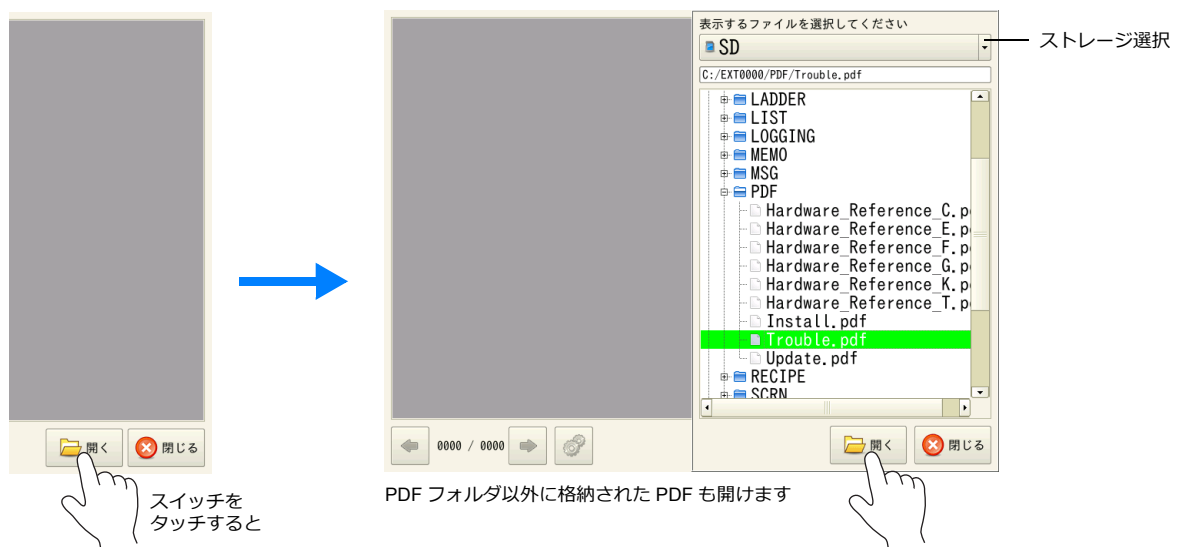 開く
閉じる
スイッチを
タッチすると
表示するファイルを選択してください
SD
ストレージ選択
C:/EXT0000/PDF/Trouble.pdf
LADDER
LIST
LOGGING
MEMO
MSG
PDF
Hardware_Reference_C.p
Hardware_Reference_E.p
Hardware_Reference_F.p
Hardware_Reference_G.p
Hardware_Reference_K.p
Hardware_Reference_T.p
Install.pdf
Trouble.pdf
Update.pdf
RECIPE
SCRN
0000 / 0000
開く
閉じる
PDF フォルダ以外に格納された PDF も開けます